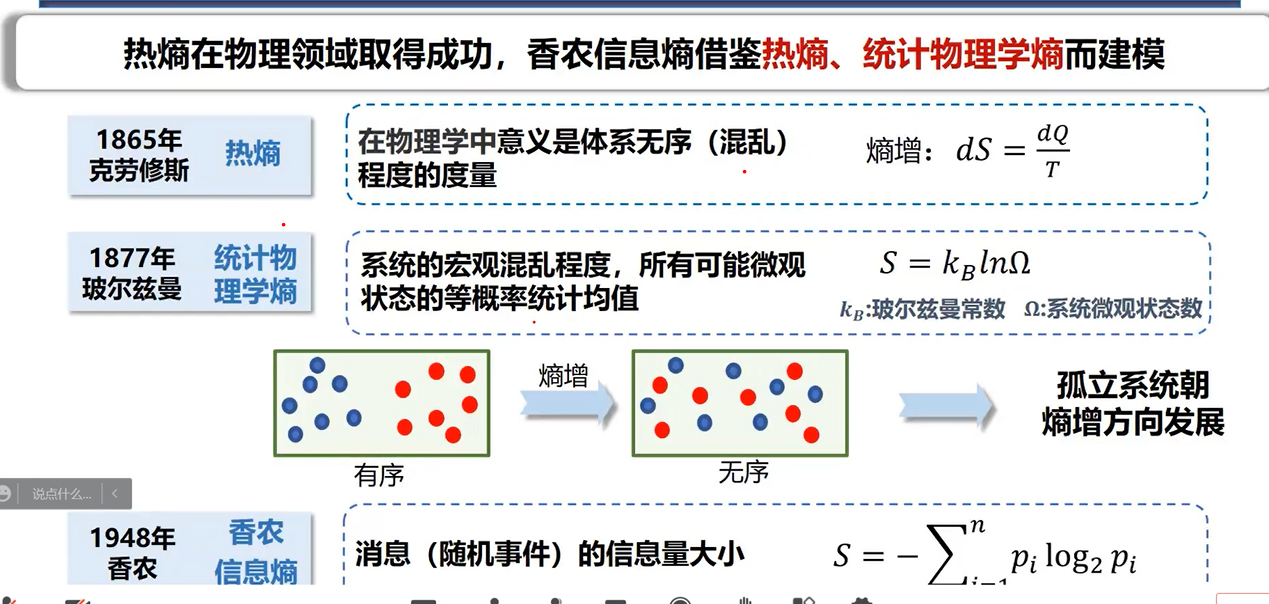 热熵在物理领域取得成功，香农信息熵借鉴热熵、统计物理学熵而建模
1865年
克劳修斯
热熵
在物理学中意义是体系无序（混乱）
程度的度量
熵增： dS = dQ/T
1877年
玻尔兹曼
统计物
理学熵
系统的宏观混乱程度，所有可能微观
状态的等概率统计均值
S = k_B lnΩ
k_B:玻尔兹曼常数 Ω:系统微观状态数
熵增
有序
无序
孤立系统朝
熵增方向发展
说点什么...
1948年
香农
香农
信息熵
消息（随机事件）的信息量大小
S = −∑_{i=1}^{n} p_i log_2 p_i